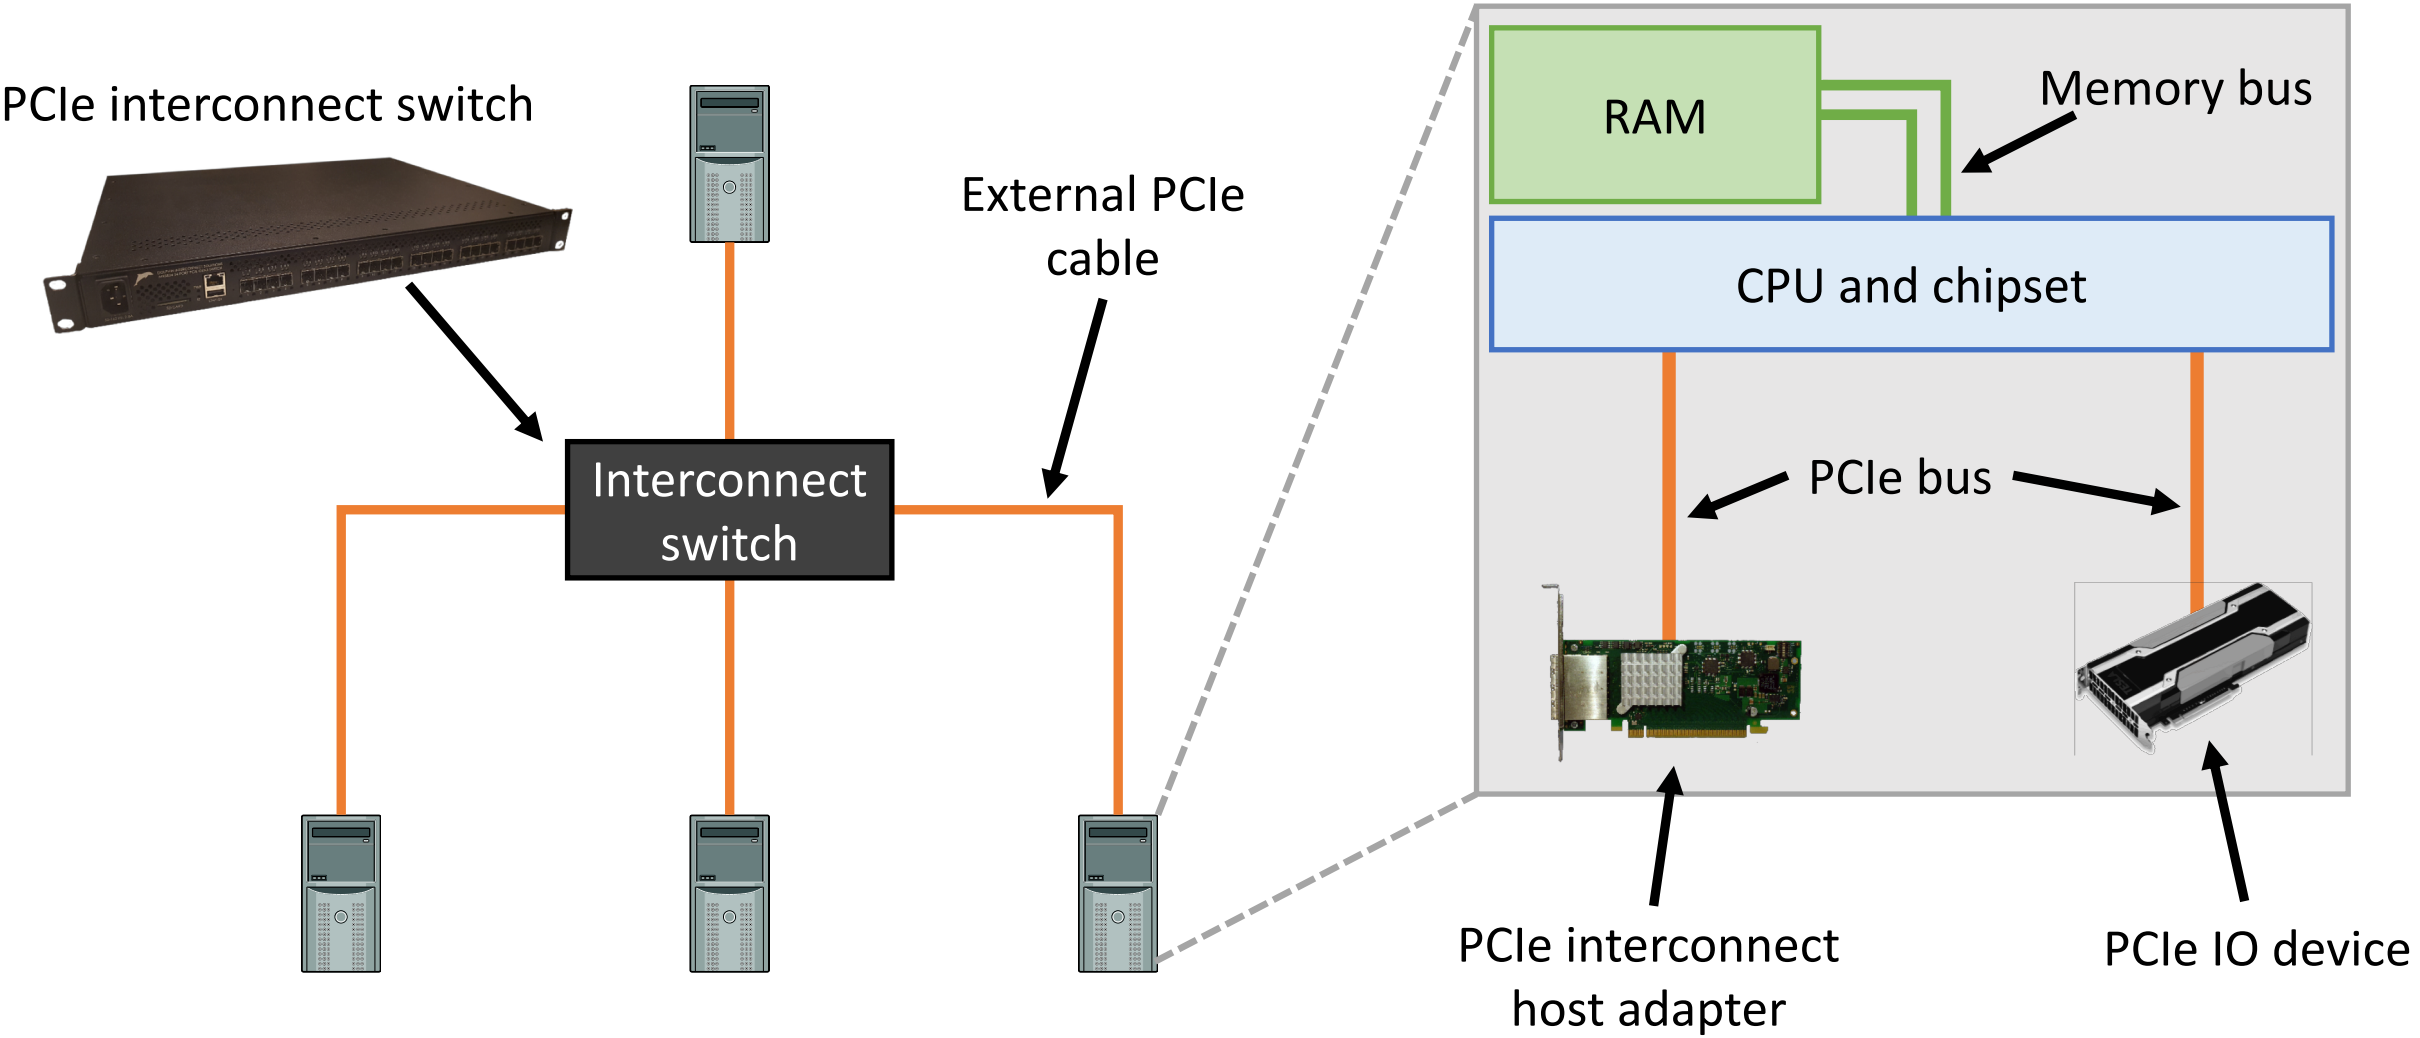 PCIe interconnect switch
External PCIe
cable
Interconnect
switch
RAM
Memory bus
CPU and chipset
PCIe bus
PCIe interconnect
host adapter
PCIe IO device